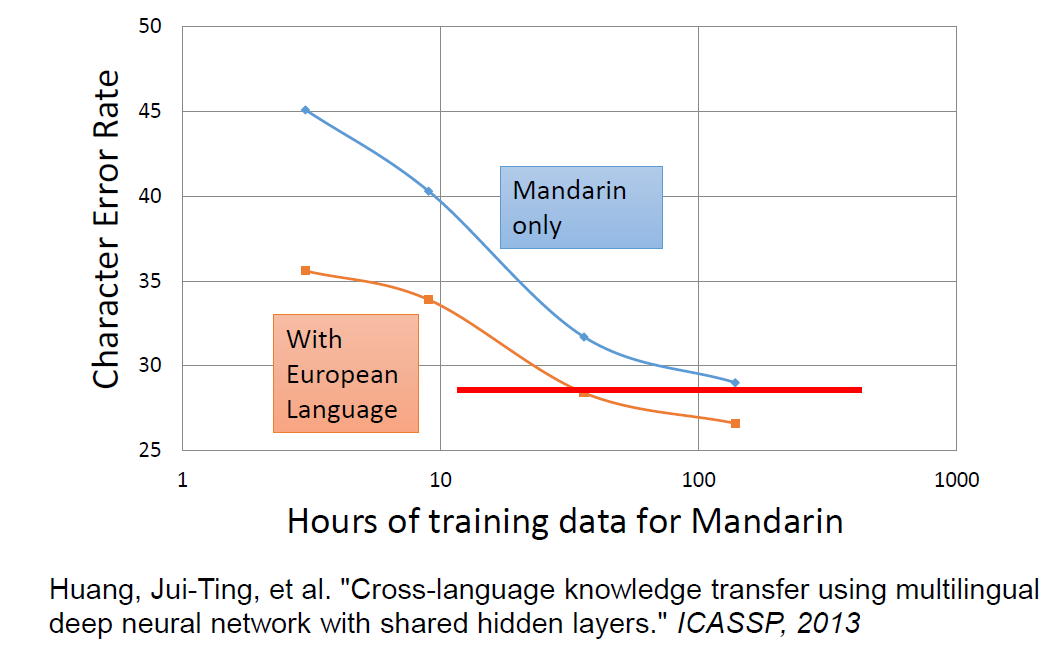 50
45
40
35
30
25
Character Error Rate
Mandarin
only
With
European
Language
1 10 100 1000
Hours of training data for Mandarin
Huang, Jui-Ting, et al. "Cross-language knowledge transfer using multilingual
deep neural network with shared hidden layers." ICASSP, 2013